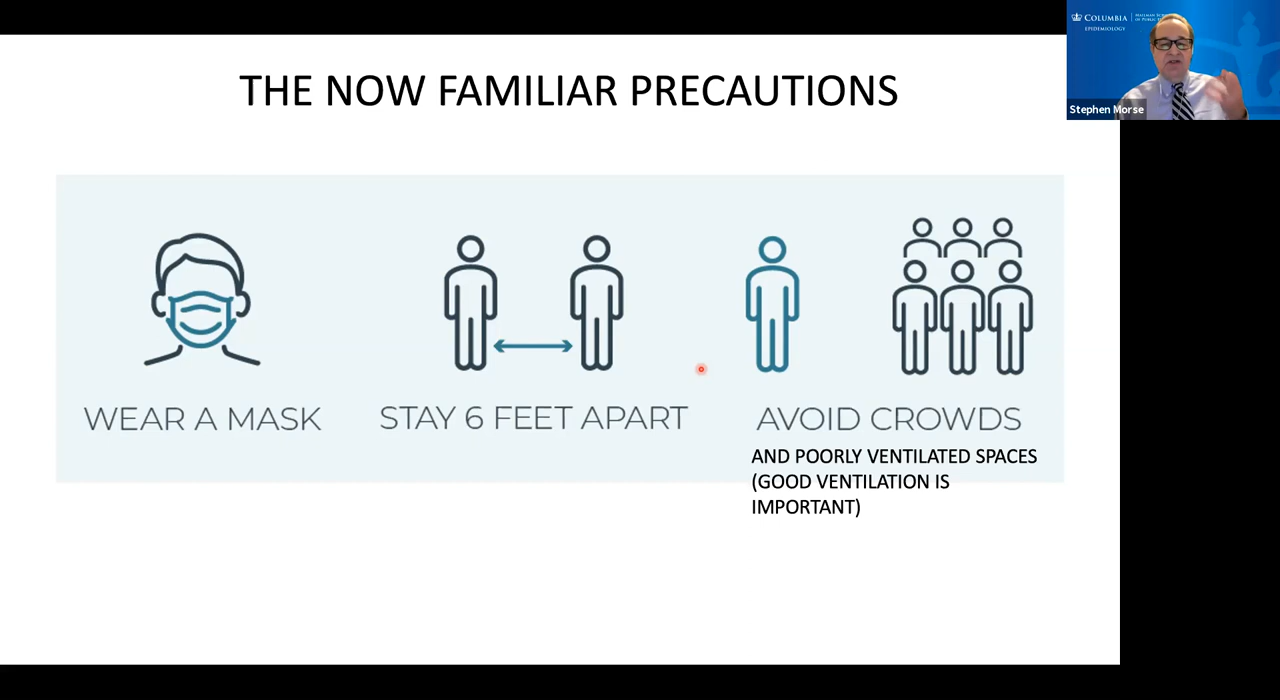 THE NOW FAMILIAR PRECAUTIONS
COLUMBIA
EPIDEMIOLOGY
Stephen Morse
WEAR A MASK
STAY 6 FEET APART
AVOID CROWDS
AND POORLY VENTILATED SPACES
(GOOD VENTILATION IS
IMPORTANT)